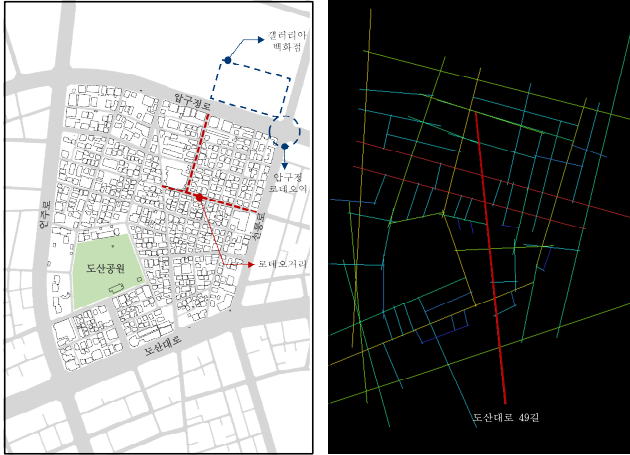 갤러리아
백화점
압구정로
압구정
로데오역
언주로
선릉로
도산공원
로데오거리
도산대로
도산대로 49길